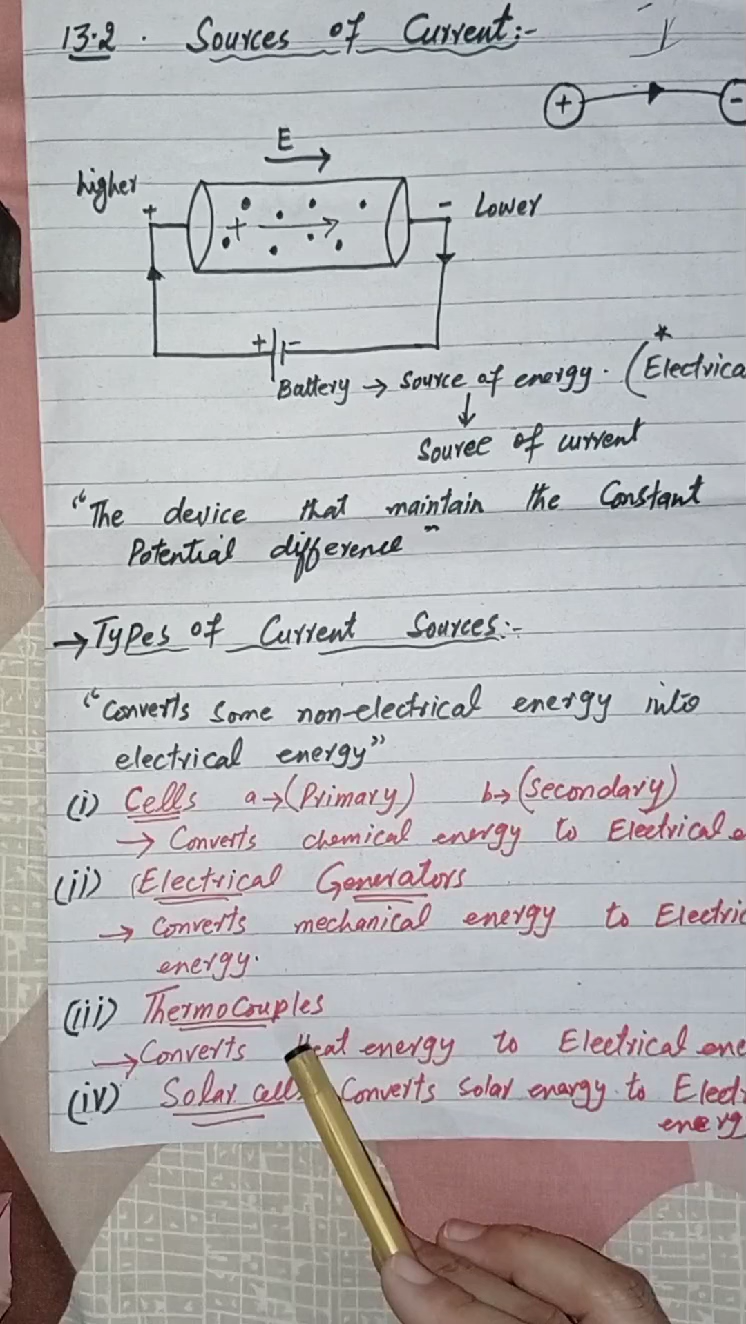 13.2 . Sources of Current:-
+ -
E
higher
+ + - Lower
+ -
*
Battery → Source of energy . (Electrica
↓
Source of current
"The device that maintain the Constant
Potential difference"
→ Types of Current Sources:-
"Converts Some non-electrical energy into
electrical energy"
(i) Cells a→(Primary) b→(Secondary)
→ Converts chemical energy to Electrical e
(ii) (Electrical Generators
→ Converts mechanical energy to Electric
energy.
(iii) ThermoCouples
→ Converts Heat energy to Electrical ene
(iv) Solar cell Converts Solar energy to Elect
energ